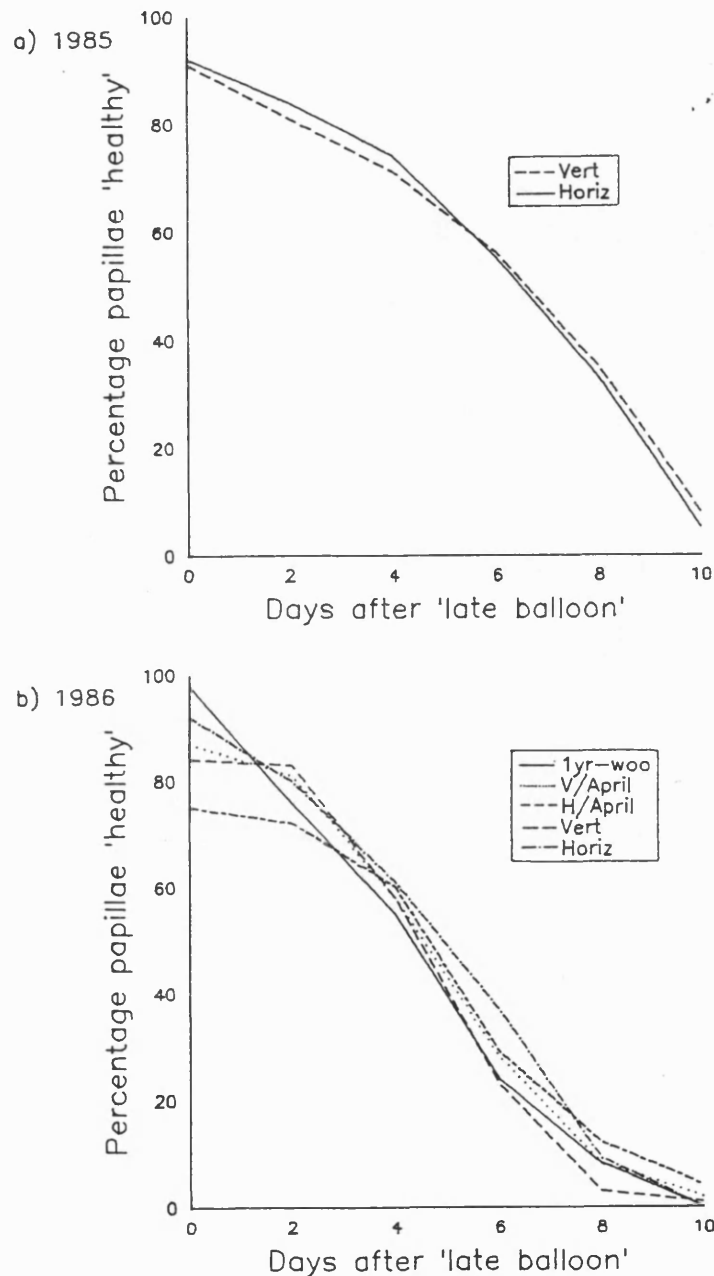 a) 1985
Percentage papillae 'healthy'
100
80
60
40
20
0
Vert
Horiz
0 2 4 6 8 10
Days after 'late balloon'
b) 1986
Percentage papillae 'healthy'
100
80
60
40
20
0
1yr-woo
V/April
H/April
Vert
Horiz
0 2 4 6 8 10
Days after 'late balloon'